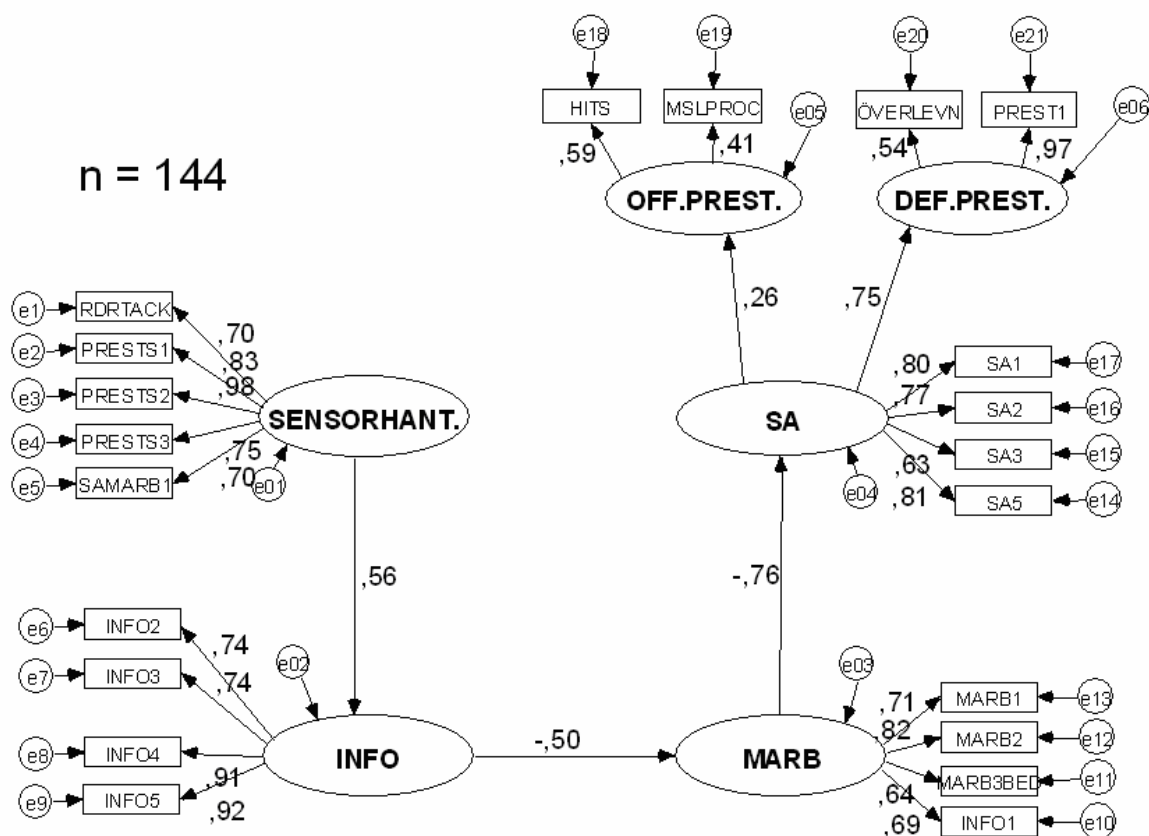 e18
e19
e20
e21
HITS
MSLPROC
e05
ÖVERLEVN
PREST1
e06
,59
,41
,54
,97
n = 144
OFF.PREST.
DEF.PREST.
,26
,75
e1
RDRTACK
e2
PRESTS1
e3
PRESTS2
e4
PRESTS3
e5
SAMARB1
,70
,83
,98
,75
,70
SENSORHANT.
e01
SA
e04
,80
,77
,63
,81
SA1
e17
SA2
e16
SA3
e15
SA5
e14
,56
-,76
e6
INFO2
e7
INFO3
e8
INFO4
e9
INFO5
,74
,74
,91
,92
e02
INFO
-,50
e03
MARB
,71
,82
,64
,69
MARB1
e13
MARB2
e12
MARB3BED
e11
INFO1
e10